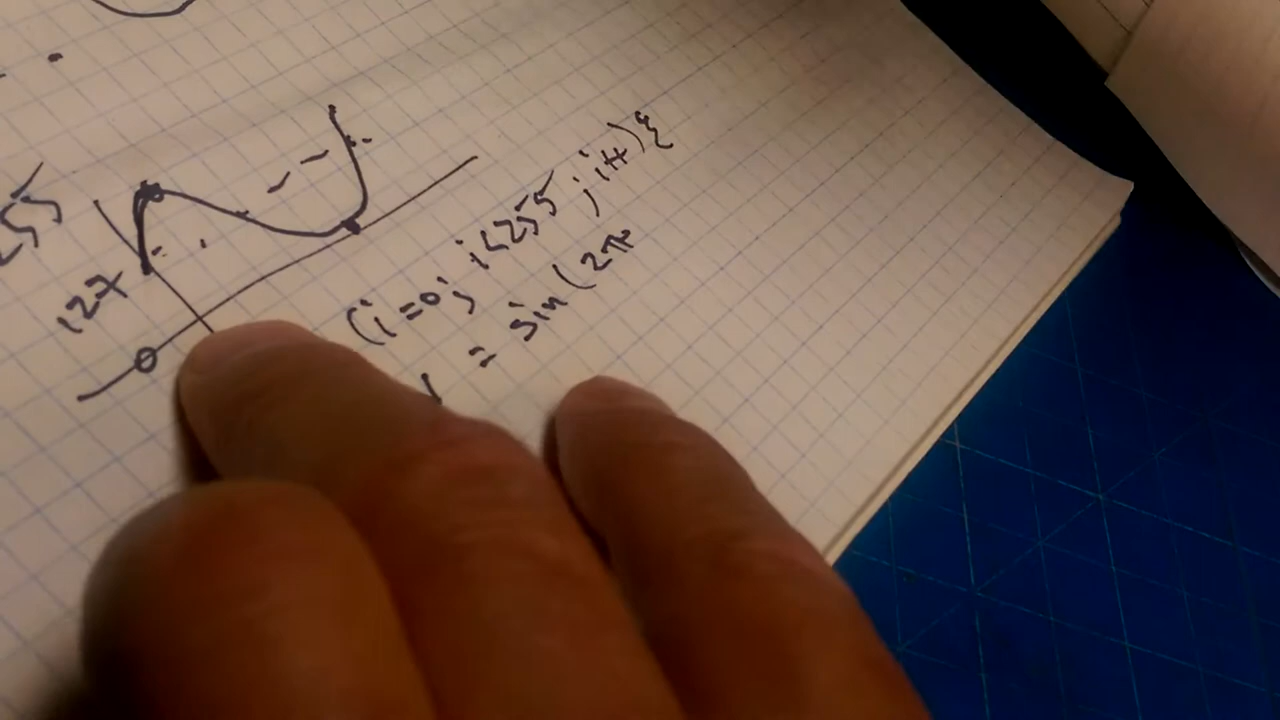 255
127
(i=0; i<255; i++){
= sin(2π